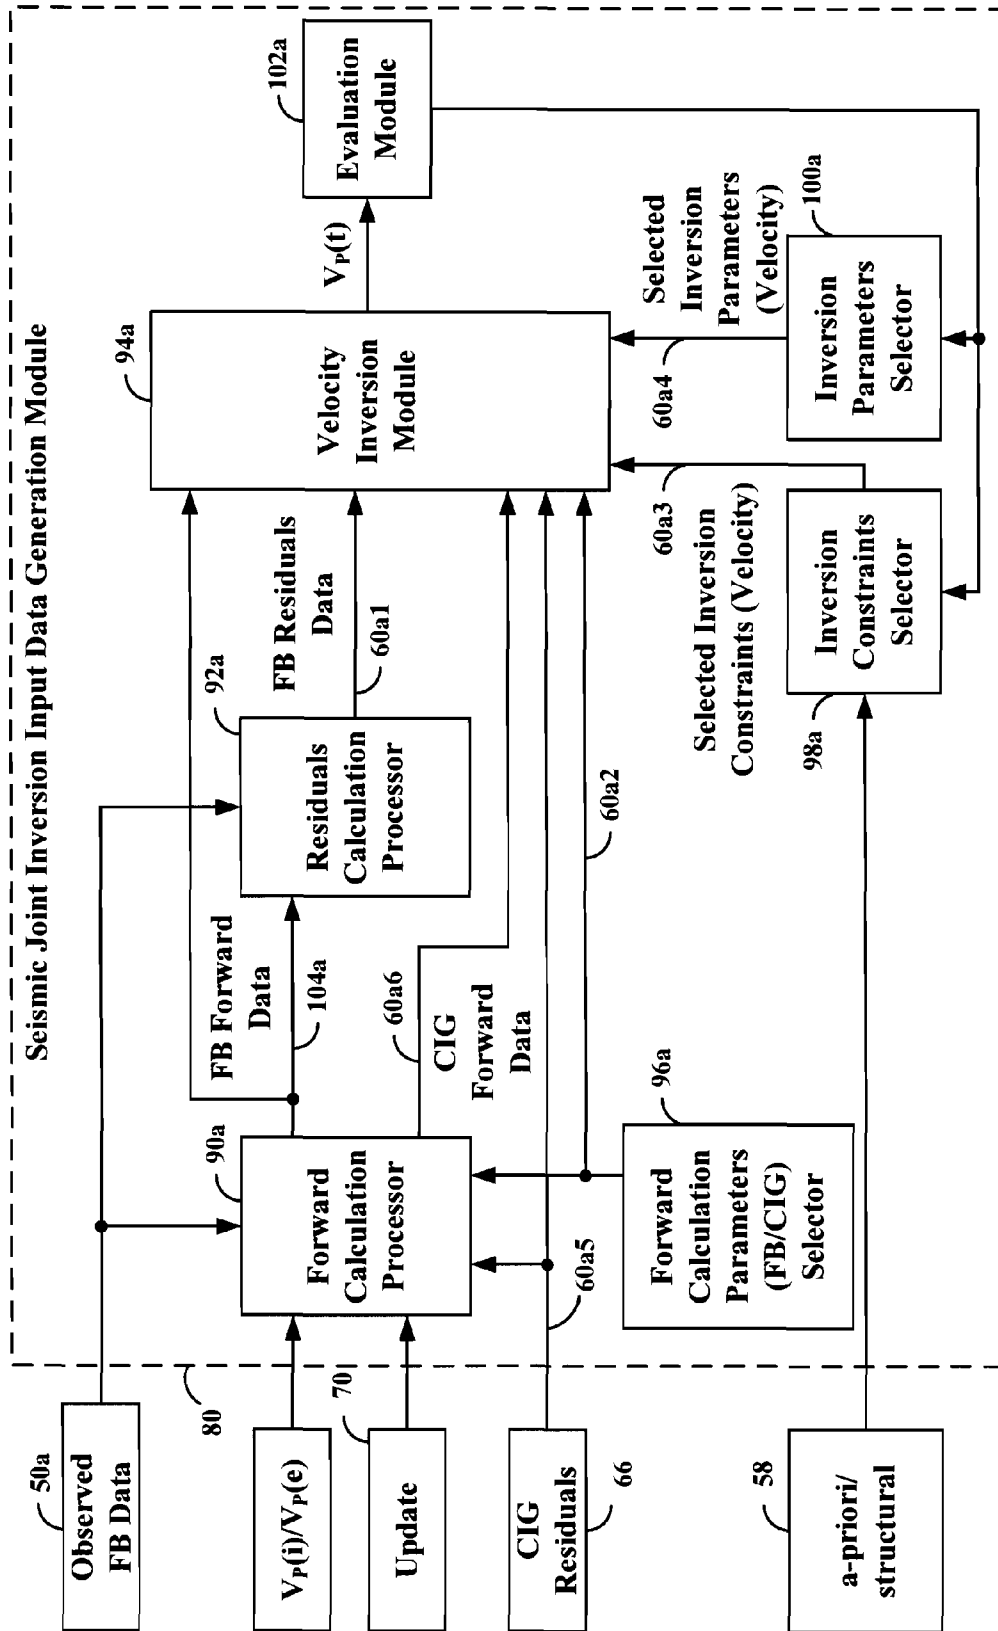 Seismic Joint Inversion Input Data Generation Module
50a
Observed
FB Data
80
VP(i)/VP(e)
70
Update
CIG
Residuals
66
58
a-priori/
structural
90a
Forward
Calculation
Processor
60a5
96a
Forward
Calculation
Parameters
(FB/CIG)
Selector
FB Forward
Data
104a
60a6
CIG
Forward
Data
92a
Residuals
Calculation
Processor
60a2
FB Residuals
Data
60a1
94a
Velocity
Inversion
Module
VP(t)
102a
Evaluation
Module
Selected Inversion
Constraints (Velocity)
60a3
98a
Inversion
Constraints
Selector
60a4
Selected
Inversion
Parameters
(Velocity)
100a
Inversion
Parameters
Selector